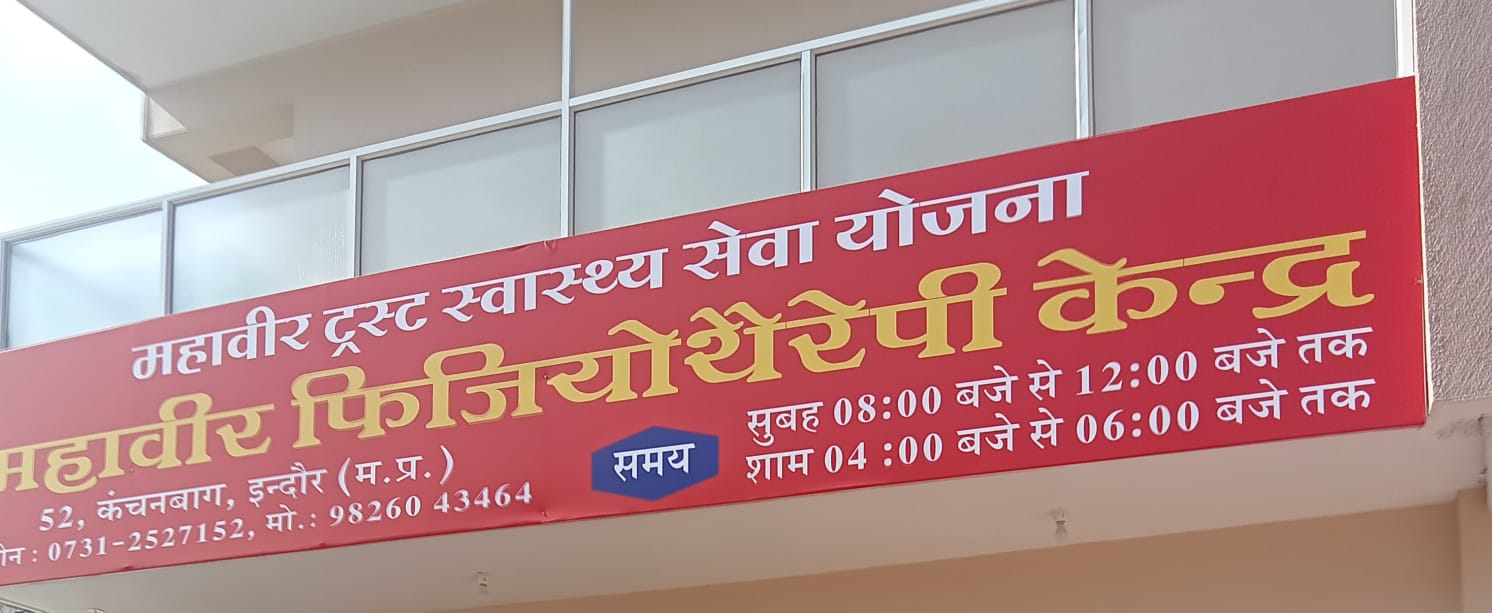 महावीर ट्रस्ट स्वास्थ्य सेवा योजना
महावीर फिजियोथैरेपी केन्द्र
52, कंचनबाग, इन्दौर (म.प्र.)
फोन : 0731-2527152, मो.: 98260 43464
समय
सुबह 08:00 बजे से 12:00 बजे तक
शाम 04 :00 बजे से 06:00 बजे तक